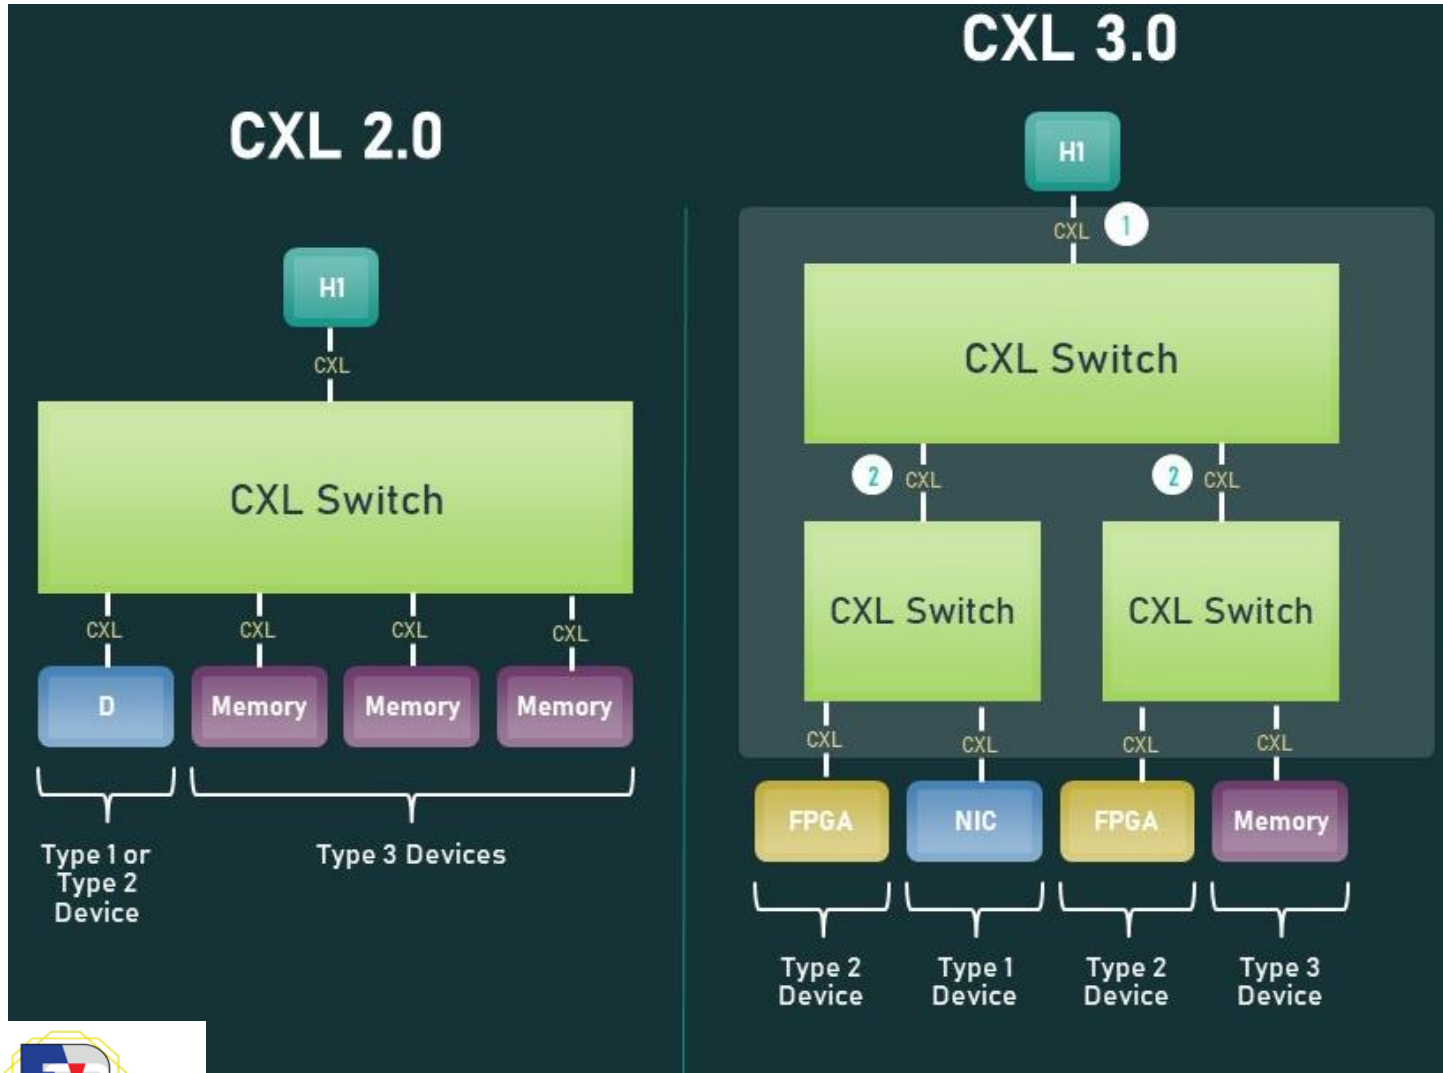 CXL 2.0
H1
CXL
CXL Switch
CXL CXL CXL CXL
D Memory Memory Memory
Type 1 or
Type 2
Device
Type 3 Devices
CXL 3.0
H1
CXL 1
CXL Switch
2 CXL 2 CXL
CXL Switch CXL Switch
CXL CXL CXL CXL
FPGA NIC FPGA Memory
Type 2
Device
Type 1
Device
Type 2
Device
Type 3
Device